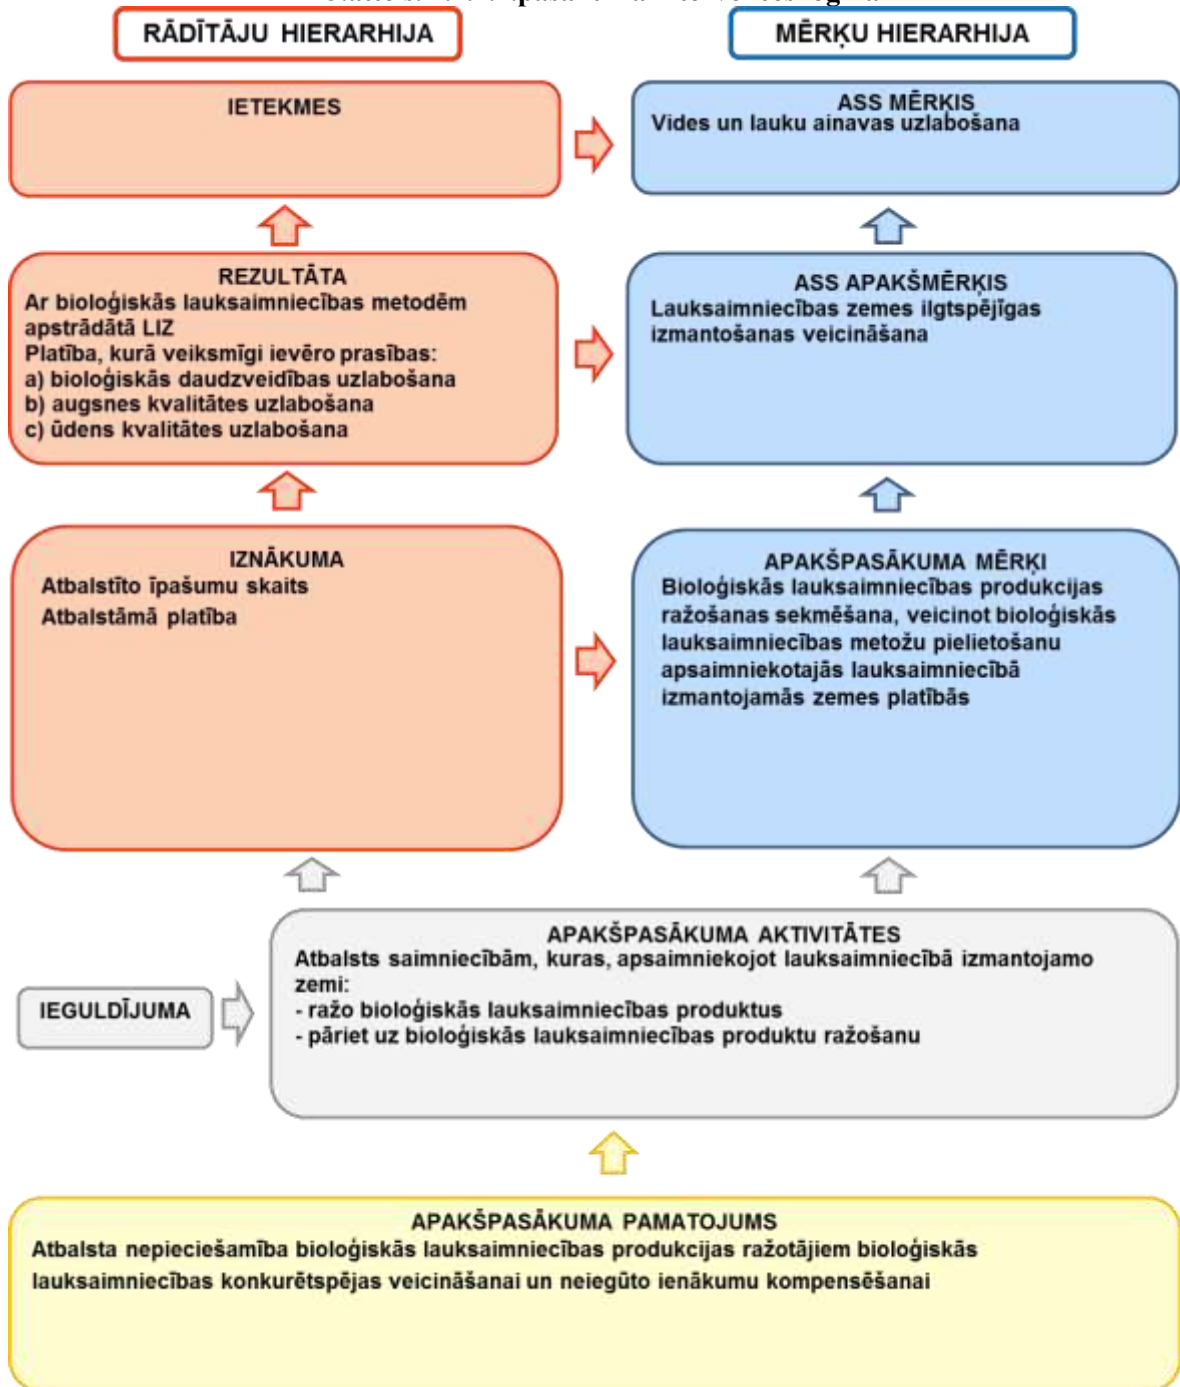 RĀDĪTĀJU HIERARHIJA
MĒRĶU HIERARHIJA
IETEKMES
ASS MĒRĶIS
Vides un lauku ainavas uzlabošana
REZULTĀTA
Ar bioloģiskās lauksaimniecības metodēm
apstrādātā LIZ
Platība, kurā veiksmīgi ievēro prasības:
a) bioloģiskās daudzveidības uzlabošana
b) augsnes kvalitātes uzlabošana
c) ūdens kvalitātes uzlabošana
ASS APAKŠMĒRĶIS
Lauksaimniecības zemes ilgtspējīgas
izmantošanas veicināšana
IZNĀKUMA
Atbalstīto īpašumu skaits
Atbalstāmā platība
APAKŠPASĀKUMA MĒRĶI
Bioloģiskās lauksaimniecības produkcijas
ražošanas sekmēšana, veicinot bioloģiskās
lauksaimniecības metožu pielietošanu
apsaimniekotajās lauksaimniecībā
izmantojamās zemes platībās
IEGULDĪJUMA
APAKŠPASĀKUMA AKTIVITĀTES
Atbalsts saimniecībām, kuras, apsaimniekojot lauksaimniecībā izmantojamo
zemi:
- ražo bioloģiskās lauksaimniecības produktus
- pāriet uz bioloģiskās lauksaimniecības produktu ražošanu
APAKŠPASĀKUMA PAMATOJUMS
Atbalsta nepieciešamība bioloģiskās lauksaimniecības produkcijas ražotājiem bioloģiskās
lauksaimniecības konkurētspējas veicināšanai un neiegūto ienākumu kompensēšanai